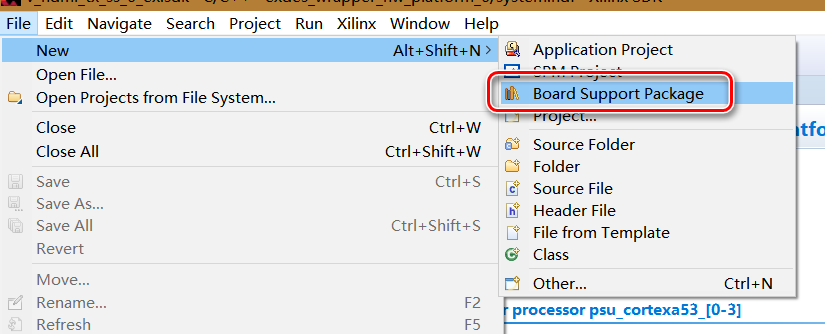 File Edit Navigate Search Project Run Xilinx Window Help
New Alt+Shift+N
Open File...
Open Projects from File System...
Close Ctrl+W
Close All Ctrl+Shift+W
Save Ctrl+S
Save As...
Save All Ctrl+Shift+S
Revert
Move...
Rename... F2
Refresh F5
Application Project
SPM Project
Board Support Package
Project...
Source Folder
Folder
Source File
Header File
File from Template
Class
Other... Ctrl+N
processor psu_cortexa53_[0-3]